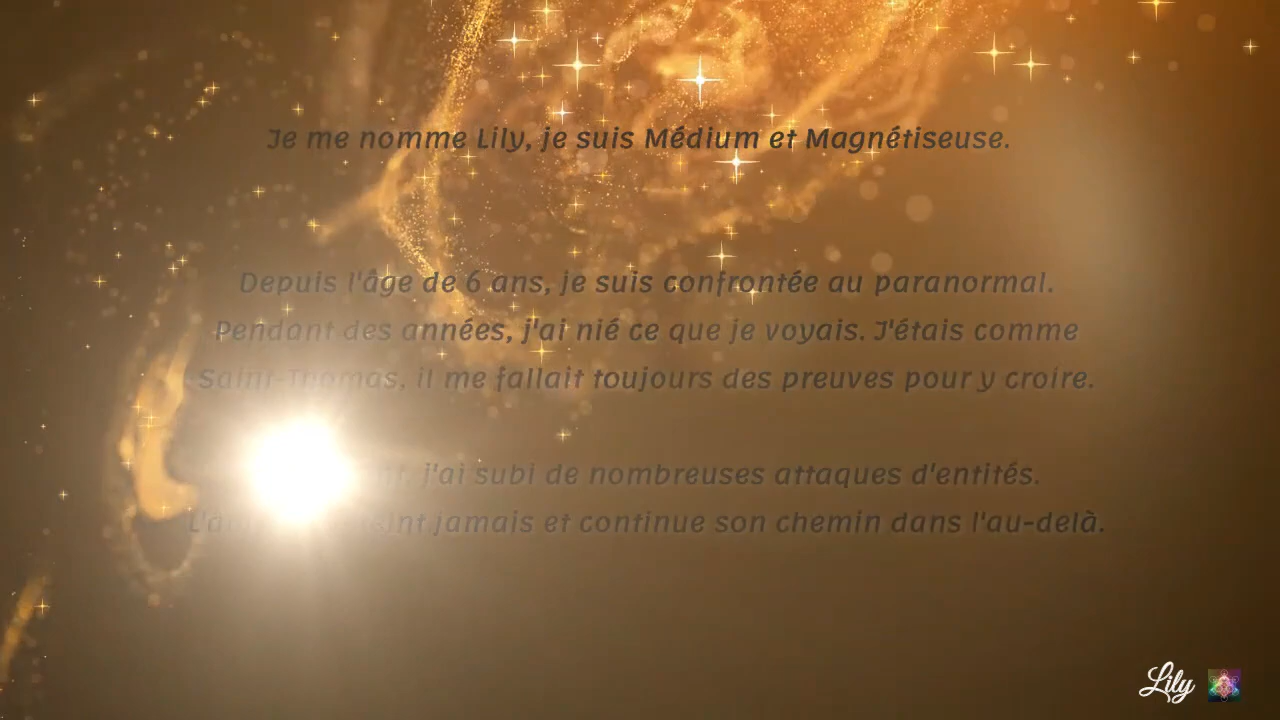 Je me nomme Lily, je suis Médium et Magnétiseuse.
Depuis l'âge de 6 ans, je suis confrontée au paranormal.
Pendant des années, j'ai nié ce que je voyais. J'étais comme
Saint-Thomas, il me fallait toujours des preuves pour y croire.
j'ai subi de nombreuses attaques d'entités.
jamais et continue son chemin dans l'au-delà.
Lily